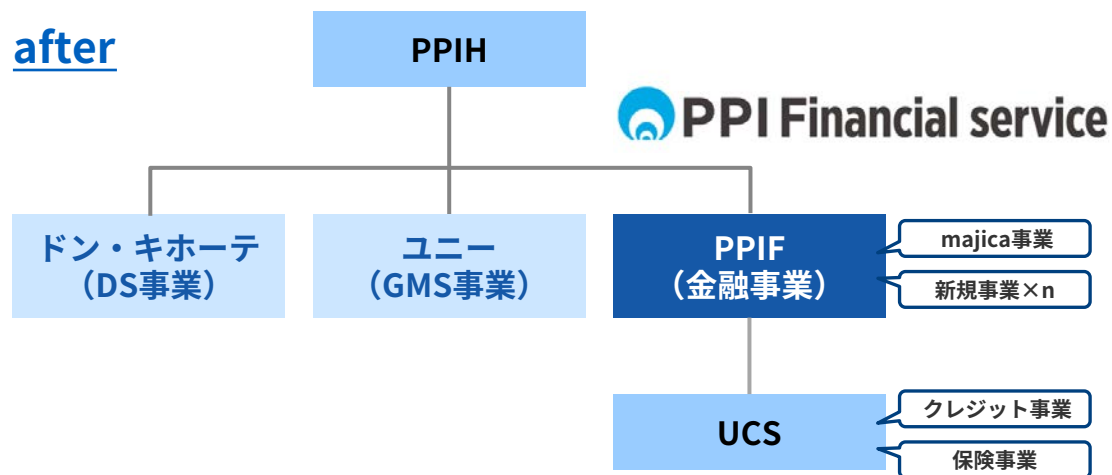 after
PPIH
PPI Financial service
ドン・キホーテ
（DS事業）
ユニー
（GMS事業）
PPIF
（金融事業）
majica事業
新規事業×n
UCS
クレジット事業
保険事業